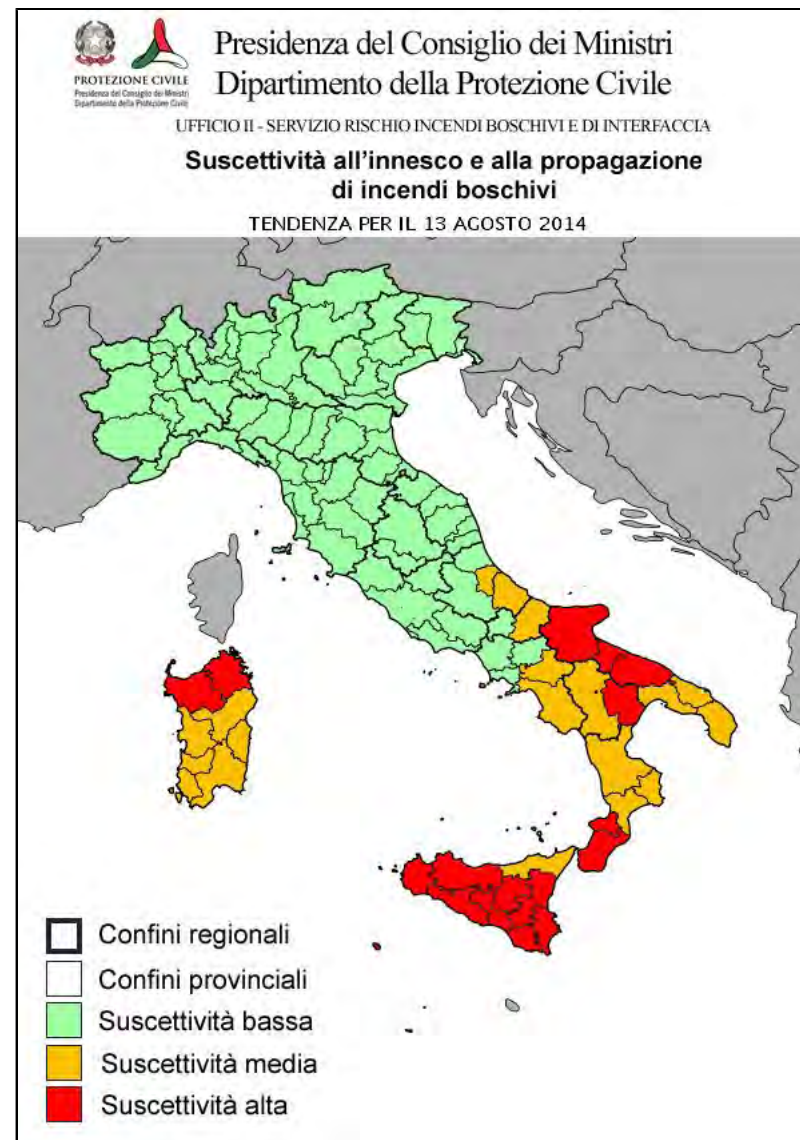 Presidenza del Consiglio dei Ministri
Dipartimento della Protezione Civile
PROTEZIONE CIVILE
Presidenza del Consiglio dei Ministri
Dipartimento della Protezione Civile
UFFICIO II - SERVIZIO RISCHIO INCENDI BOSCHIVI E DI INTERFACCIA
Suscettività all'innesco e alla propagazione
di incendi boschivi
TENDENZA PER IL 13 AGOSTO 2014
Confini regionali
Confini provinciali
Suscettività bassa
Suscettività media
Suscettività alta